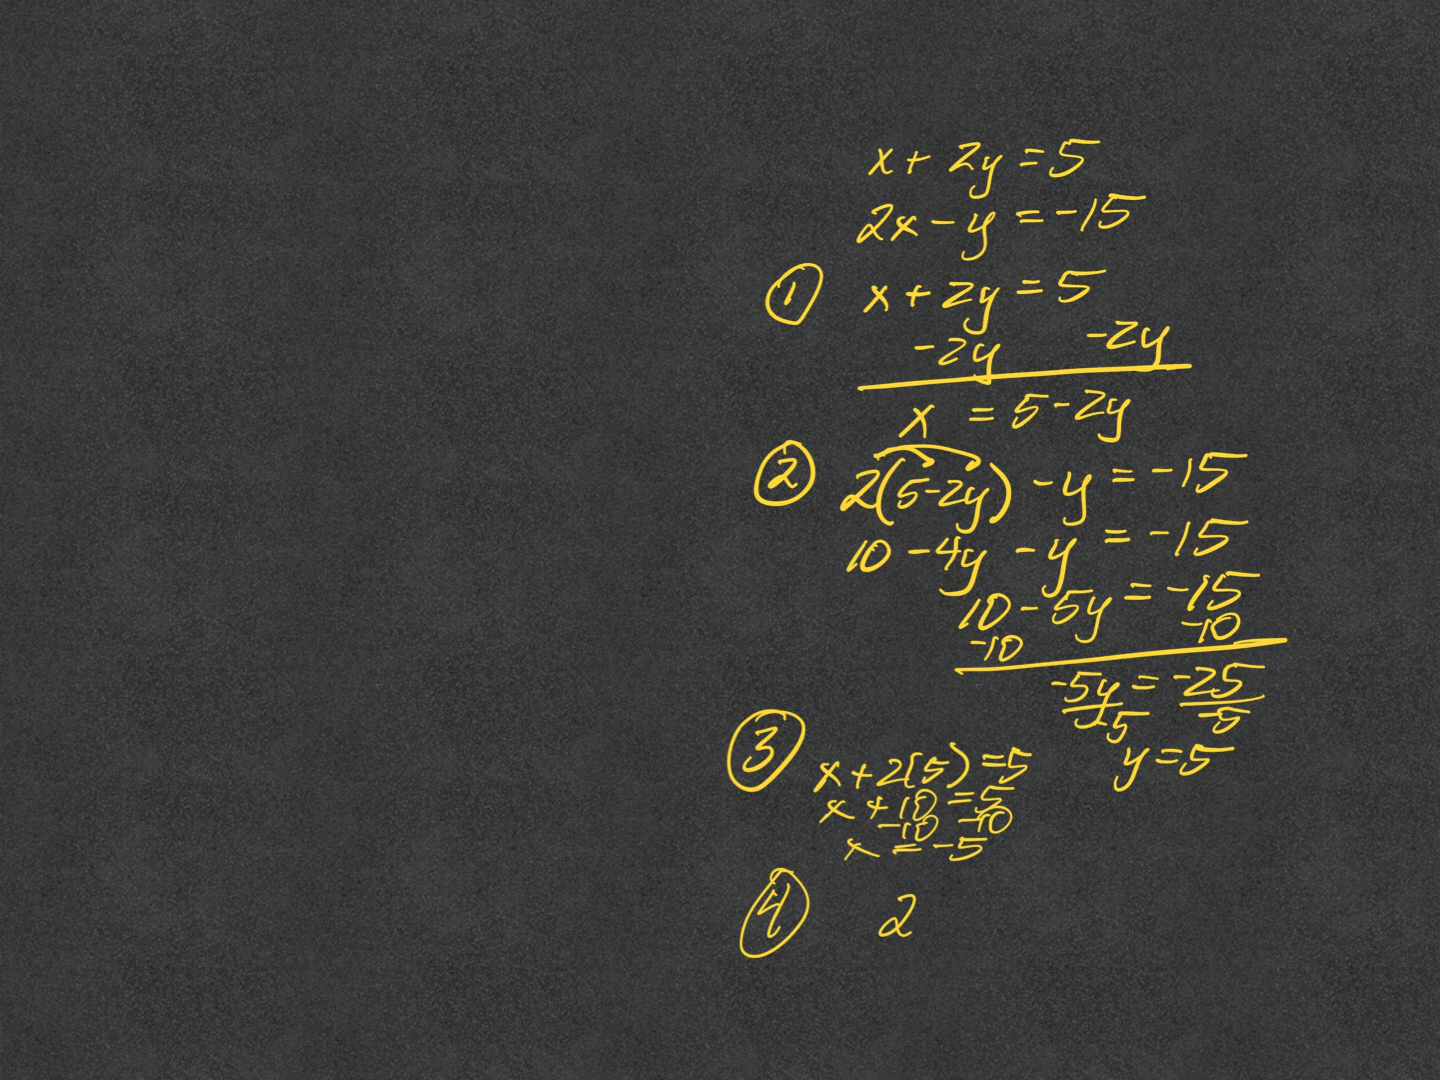 x + 2y = 5
2x - y = -15
① x + 2y = 5
-2y -2y
x = 5 - 2y
② 2(5-2y) - y = -15
10 - 4y - y = -15
10 - 5y = -15
-10 -10
-5y = -25
-5 -5
y = 5
③ x + 2(5) = 5
x + 10 = 5
-10 -10
x = -5
④ 2